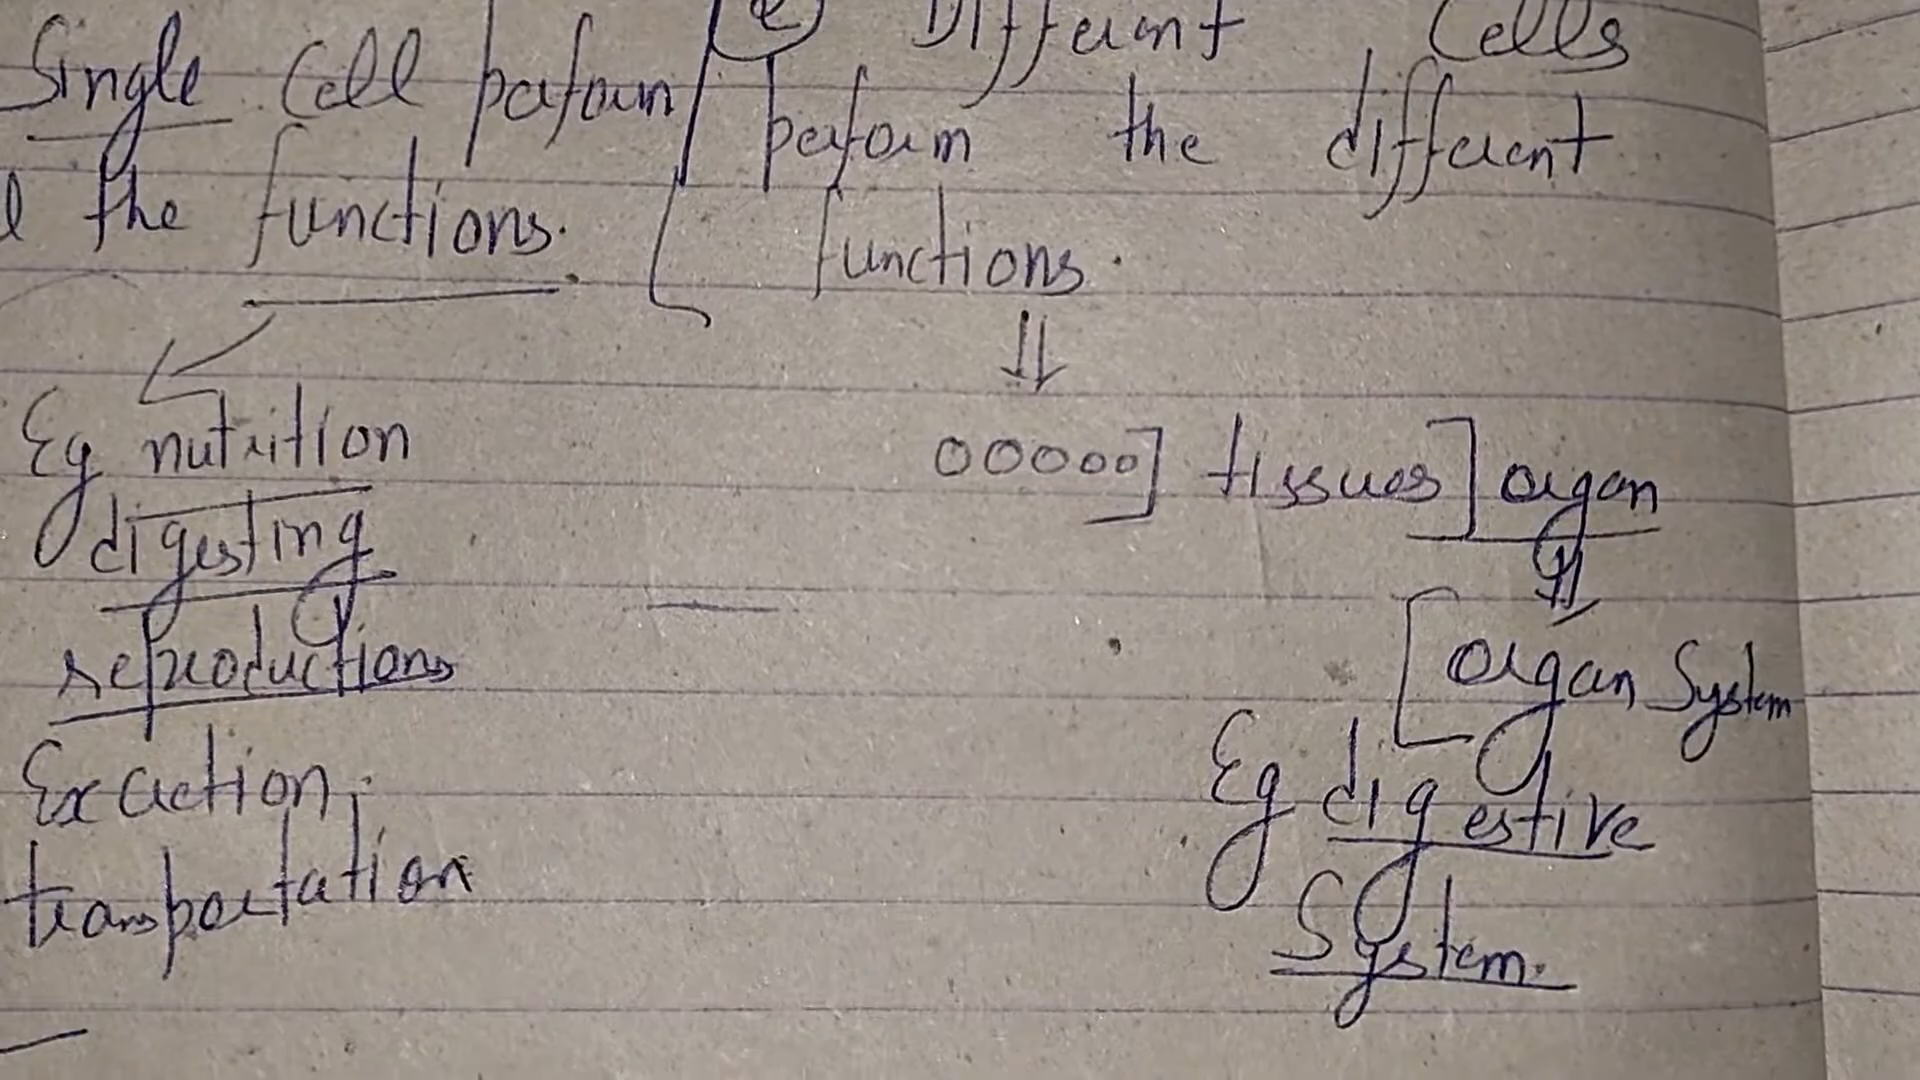 Single Cell perform
l the functions.
Eg nutrition
digesting
reproductions
Excretion,
transportation
2 Different Cells
perform the different
functions.
00000] tissues] organ
[organ System
Eg digestive
System.